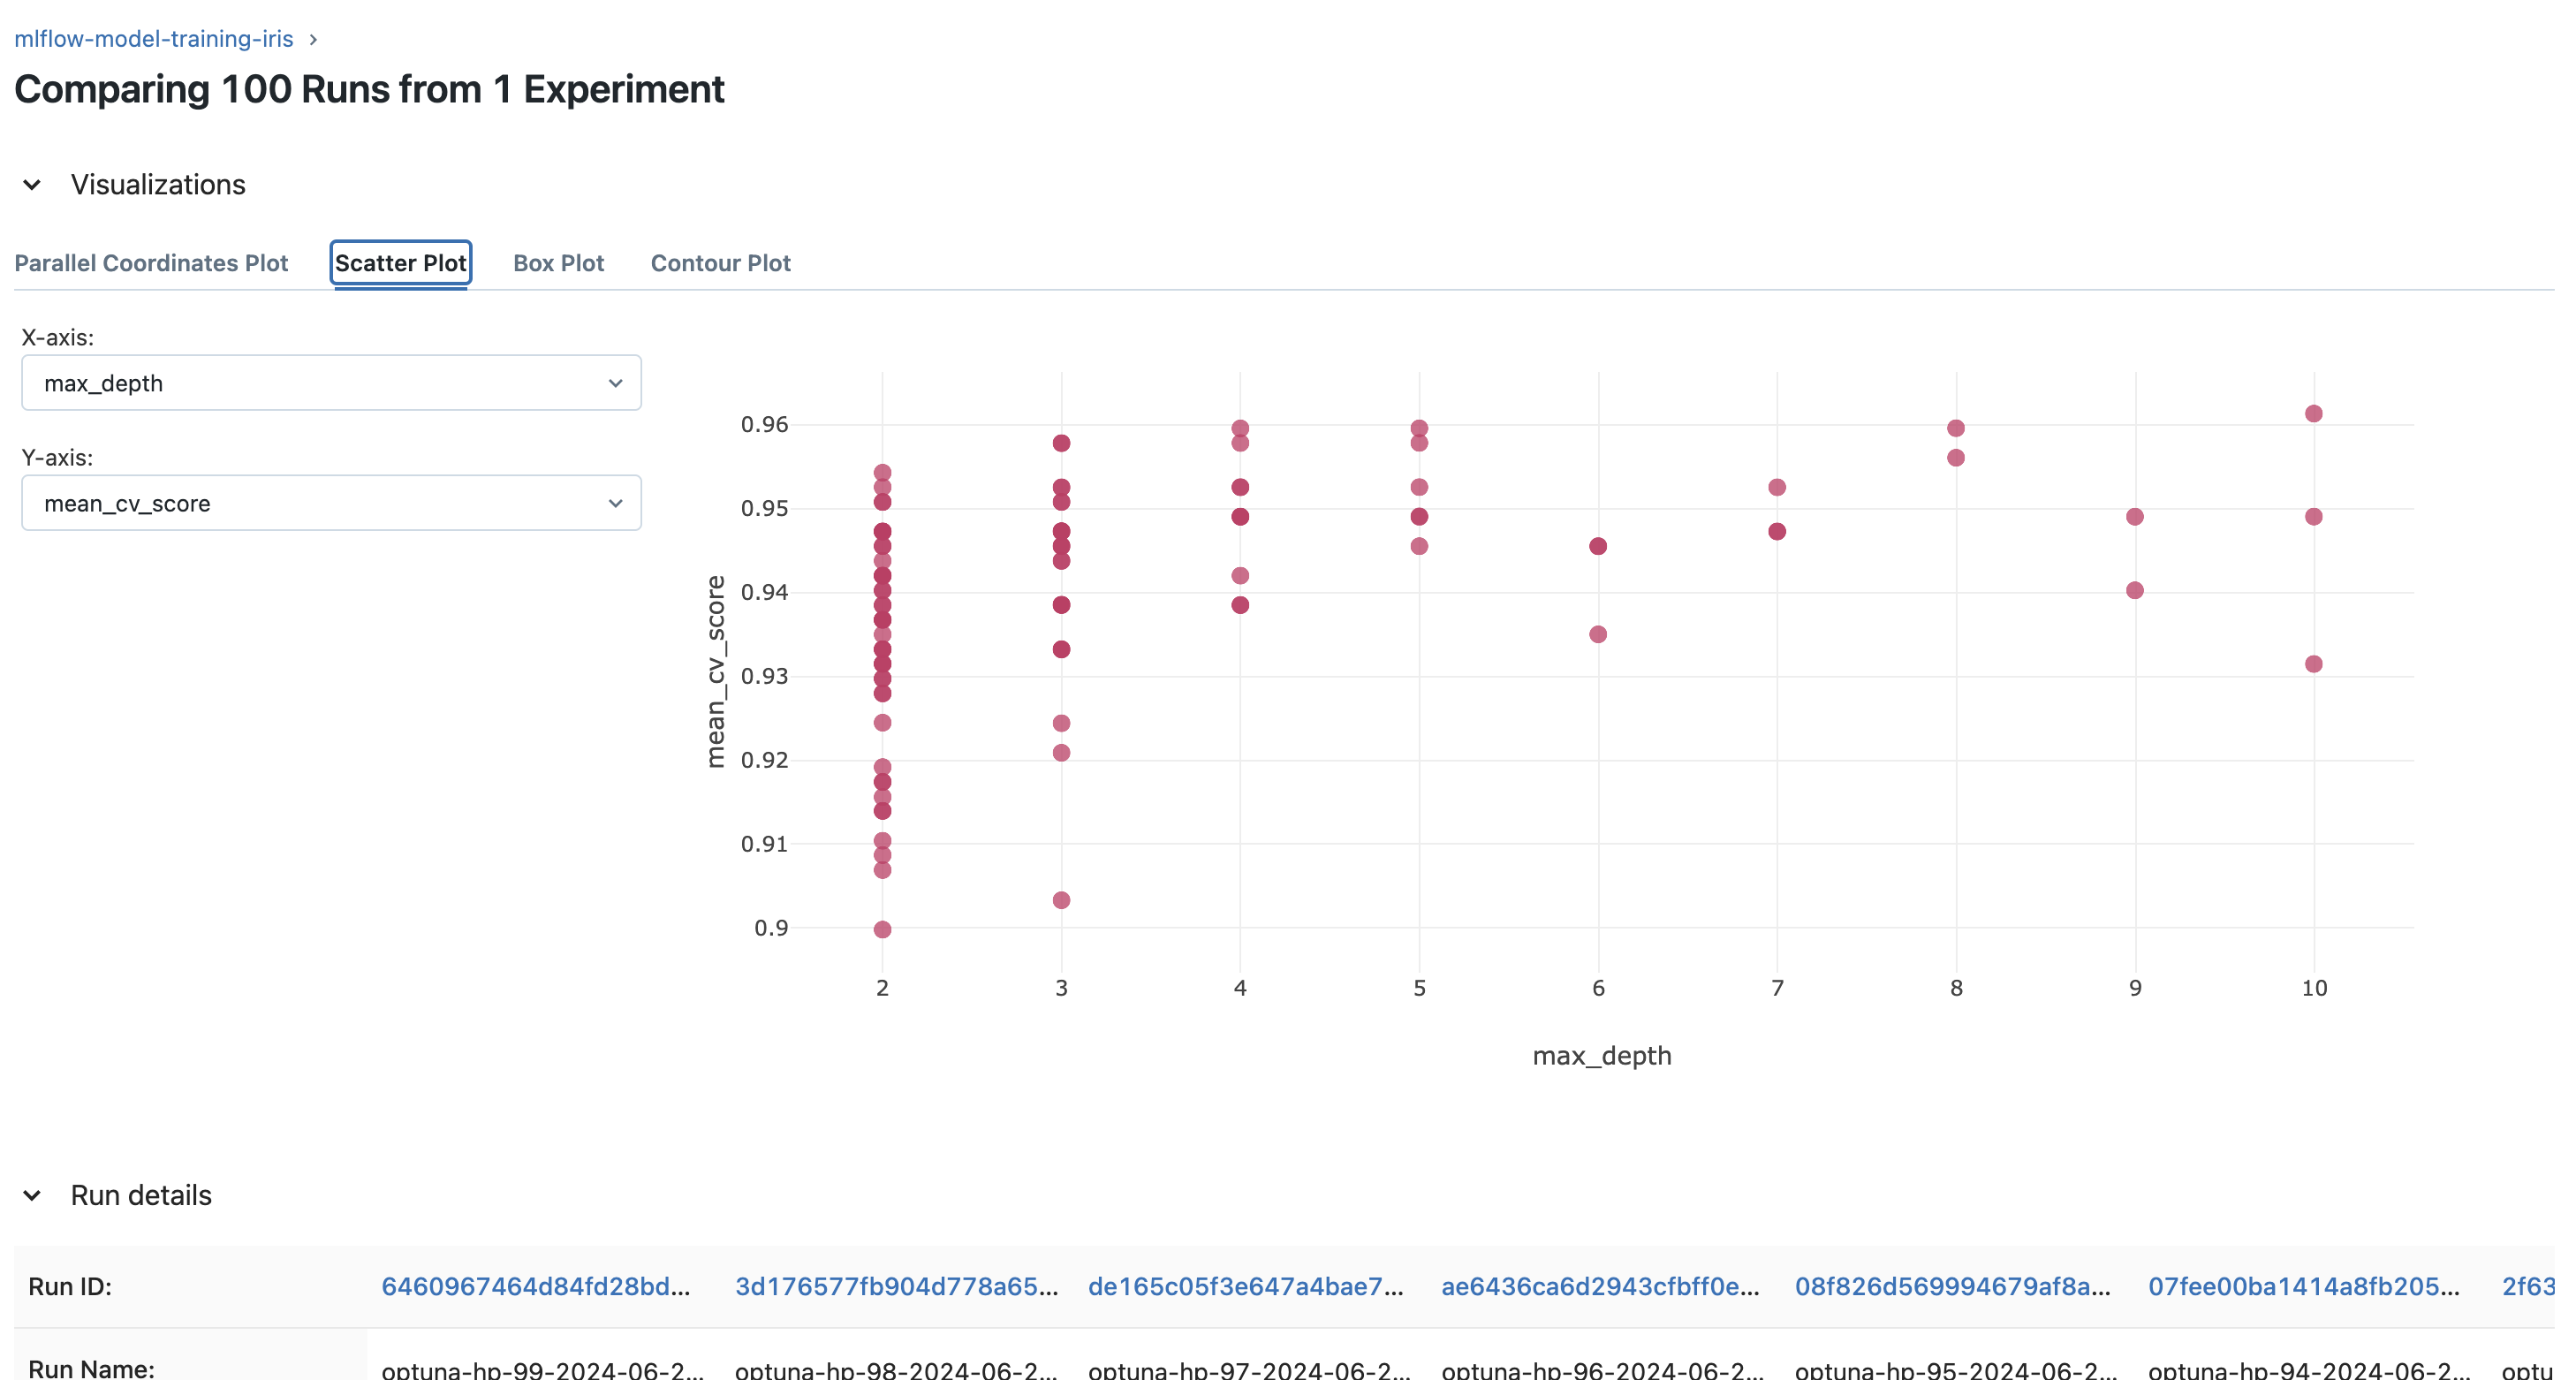 mlflow-model-training-iris >
Comparing 100 Runs from 1 Experiment
Visualizations
Parallel Coordinates Plot Scatter Plot Box Plot Contour Plot
X-axis:
max_depth
Y-axis:
mean_cv_score
mean_cv_score
0.96
0.95
0.94
0.93
0.92
0.91
0.9
2 3 4 5 6 7 8 9 10
max_depth
Run details
Run ID: 6460967464d84fd28bd... 3d176577fb904d778a65... de165c05f3e647a4bae7... ae6436ca6d2943cfbff0e... 08f826d569994679af8a... 07fee00ba1414a8fb205... 2f63
Run Name: optuna-hp-99-2024-06-2... optuna-hp-98-2024-06-2... optuna-hp-97-2024-06-2... optuna-hp-96-2024-06-2... optuna-hp-95-2024-06-2... optuna-hp-94-2024-06-2... optu